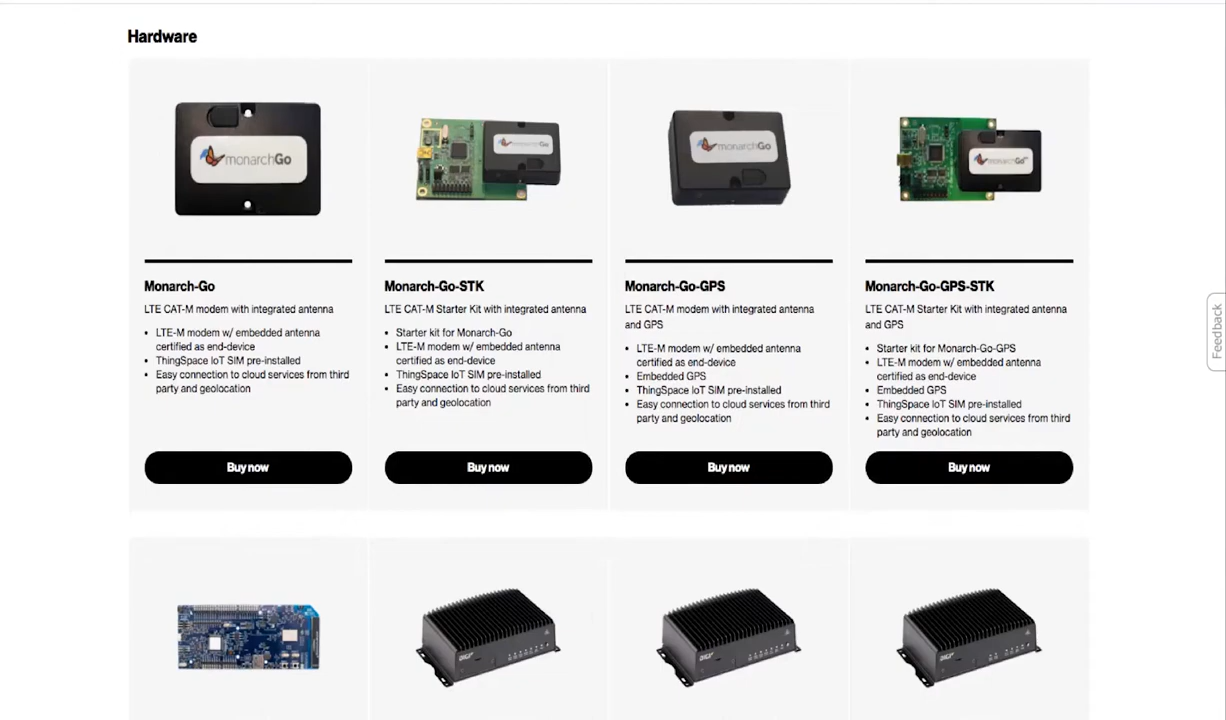 Hardware
monarchGo
monarchGo
monarchGo
monarchGo
Monarch-Go
LTE CAT-M modem with integrated antenna
• LTE-M modem w/ embedded antenna
certified as end-device
• ThingSpace IoT SIM pre-installed
• Easy connection to cloud services from third
party and geolocation
Buy now
Monarch-Go-STK
LTE CAT-M Starter Kit with integrated antenna
• Starter kit for Monarch-Go
• LTE-M modem w/ embedded antenna
certified as end-device
• ThingSpace IoT SIM pre-installed
• Easy connection to cloud services from third
party and geolocation
Buy now
Monarch-Go-GPS
LTE CAT-M modem with integrated antenna
and GPS
• LTE-M modem w/ embedded antenna
certified as end-device
• Embedded GPS
• ThingSpace IoT SIM pre-installed
• Easy connection to cloud services from third
party and geolocation
Buy now
Monarch-Go-GPS-STK
LTE CAT-M Starter Kit with integrated antenna
and GPS
• Starter kit for Monarch-Go-GPS
• LTE-M modem w/ embedded antenna
certified as end-device
• Embedded GPS
• ThingSpace IoT SIM pre-installed
• Easy connection to cloud services from third
party and geolocation
Buy now
Feedback
DIGI
DIGI
DIGI